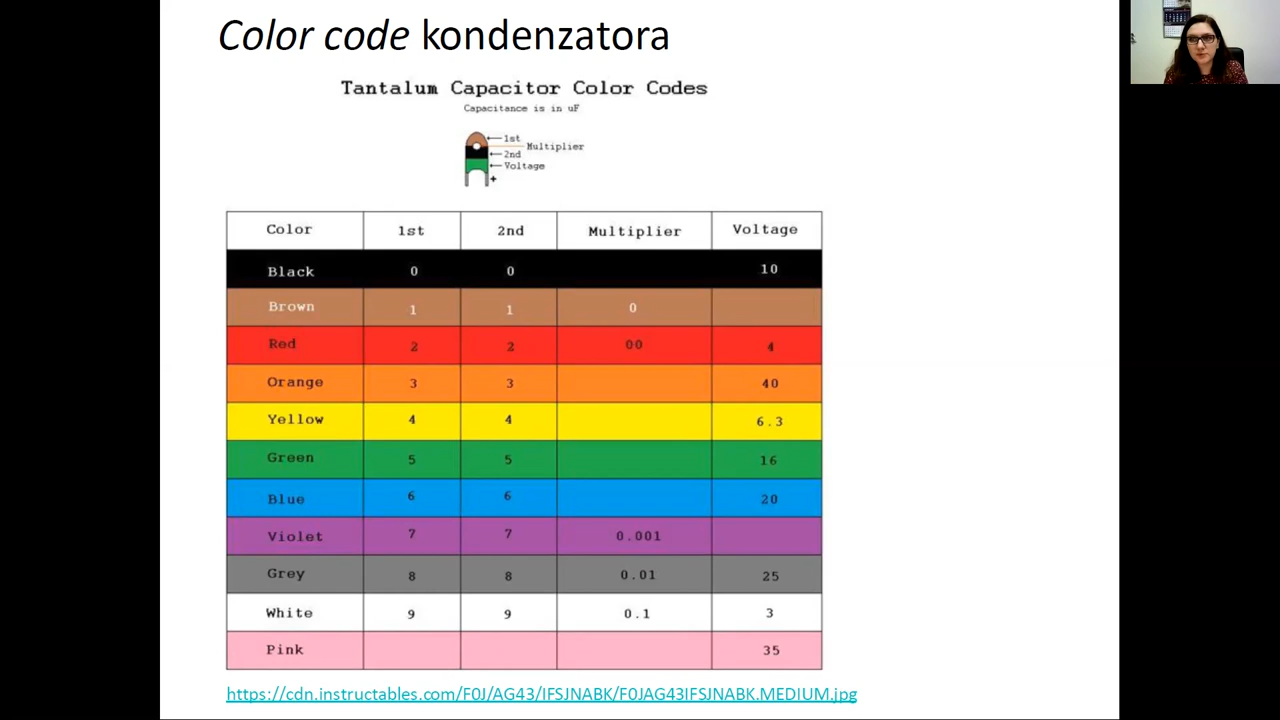 Color code kondenzatora
Tantalum Capacitor Color Codes
Capacitance is in uF
1st
Multiplier
2nd
Voltage
+
Color 1st 2nd Multiplier Voltage
Black 0 0 10
Brown 1 1 0
Red 2 2 00 4
Orange 3 3 40
Yellow 4 4 6.3
Green 5 5 16
Blue 6 6 20
Violet 7 7 0.001
Grey 8 8 0.01 25
White 9 9 0.1 3
Pink 35
https://cdn.instructables.com/F0J/AG43/IFSJNABK/F0JAG43IFSJNABK.MEDIUM.jpg